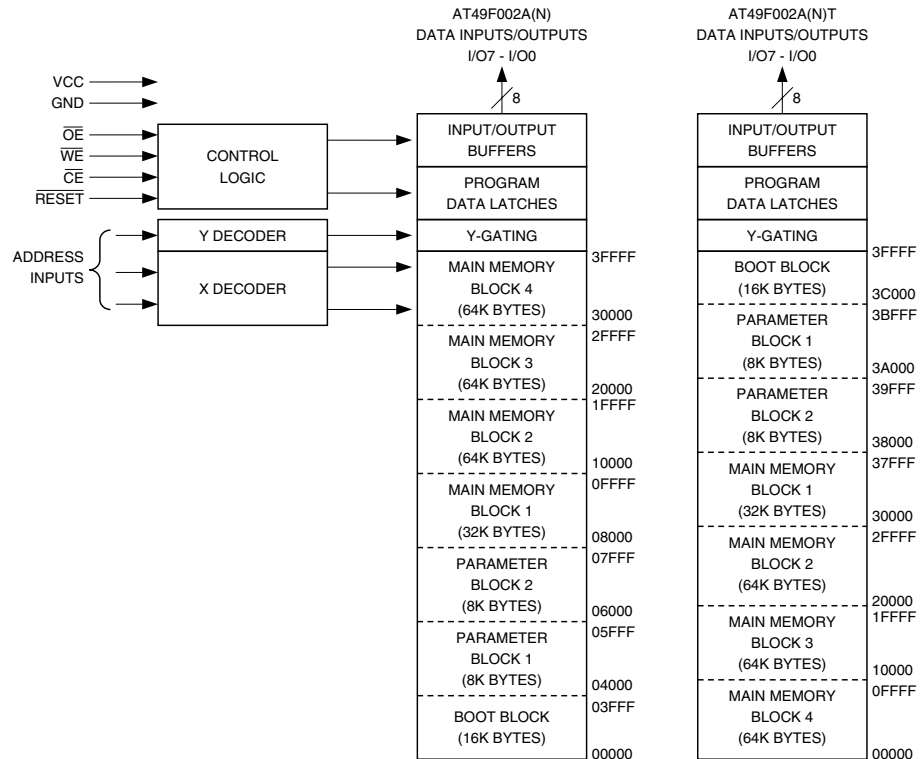 AT49F002A(N)
DATA INPUTS/OUTPUTS
I/O7 - I/O0
8
AT49F002A(N)T
DATA INPUTS/OUTPUTS
I/O7 - I/O0
8
VCC
GND
OE
WE
CE
RESET
CONTROL
LOGIC
ADDRESS
INPUTS
Y DECODER
X DECODER
INPUT/OUTPUT
BUFFERS
PROGRAM
DATA LATCHES
Y-GATING
3FFFF
MAIN MEMORY
BLOCK 4
(64K BYTES)
30000
2FFFF
MAIN MEMORY
BLOCK 3
(64K BYTES)
20000
1FFFF
MAIN MEMORY
BLOCK 2
(64K BYTES)
10000
0FFFF
MAIN MEMORY
BLOCK 1
(32K BYTES)
08000
07FFF
PARAMETER
BLOCK 2
(8K BYTES)
06000
05FFF
PARAMETER
BLOCK 1
(8K BYTES)
04000
03FFF
BOOT BLOCK
(16K BYTES)
00000
INPUT/OUTPUT
BUFFERS
PROGRAM
DATA LATCHES
Y-GATING
3FFFF
BOOT BLOCK
(16K BYTES)
3C000
3BFFF
PARAMETER
BLOCK 1
(8K BYTES)
3A000
39FFF
PARAMETER
BLOCK 2
(8K BYTES)
38000
37FFF
MAIN MEMORY
BLOCK 1
(32K BYTES)
30000
2FFFF
MAIN MEMORY
BLOCK 2
(64K BYTES)
20000
1FFFF
MAIN MEMORY
BLOCK 3
(64K BYTES)
10000
0FFFF
MAIN MEMORY
BLOCK 4
(64K BYTES)
00000